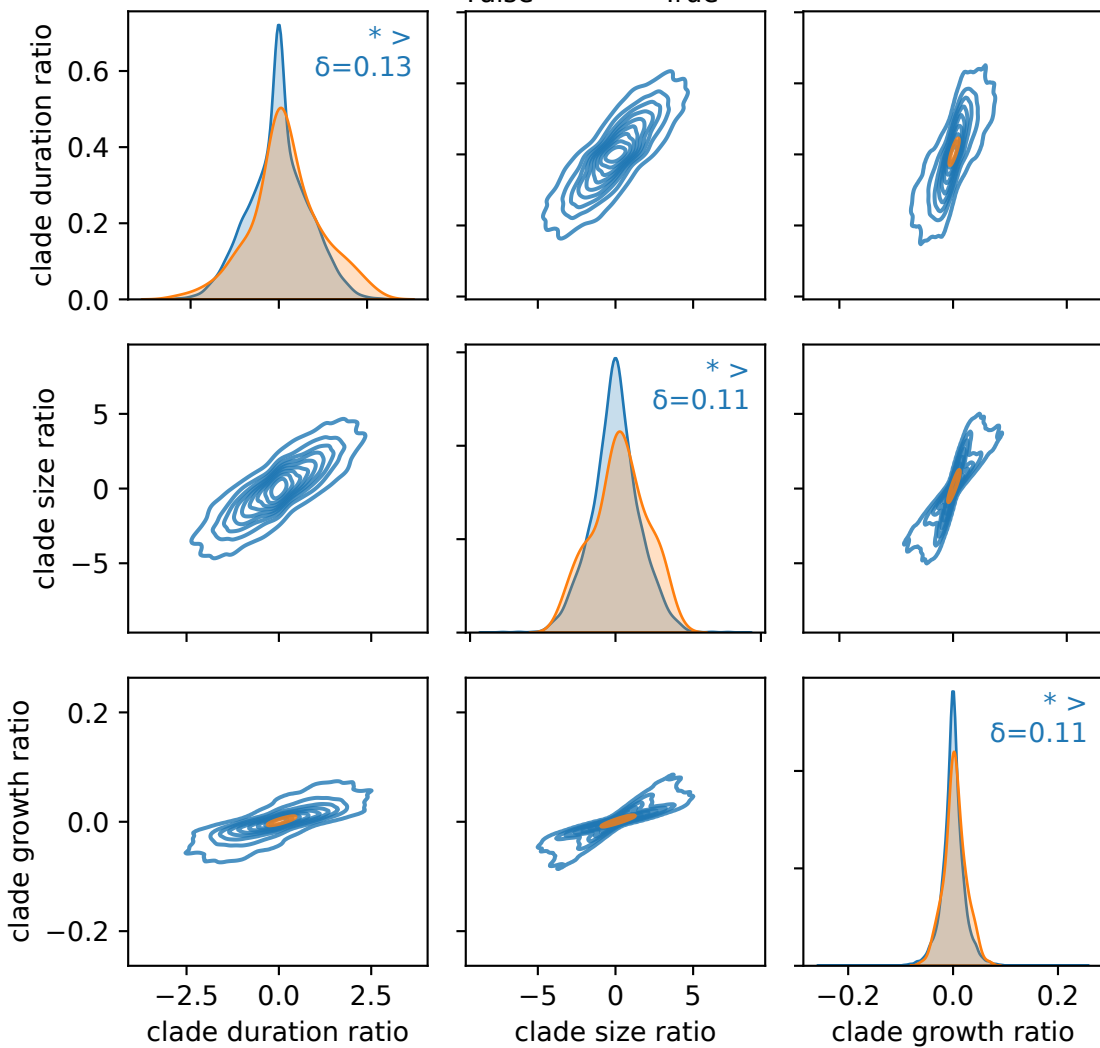 * >
δ=0.13
clade duration ratio
0.6
0.4
0.2
0.0
* >
δ=0.11
clade size ratio
5
0
−5
* >
δ=0.11
clade growth ratio
0.2
0.0
−0.2
−2.5 0.0 2.5 −5 0 5 −0.2 0.0 0.2
clade duration ratio clade size ratio clade growth ratio